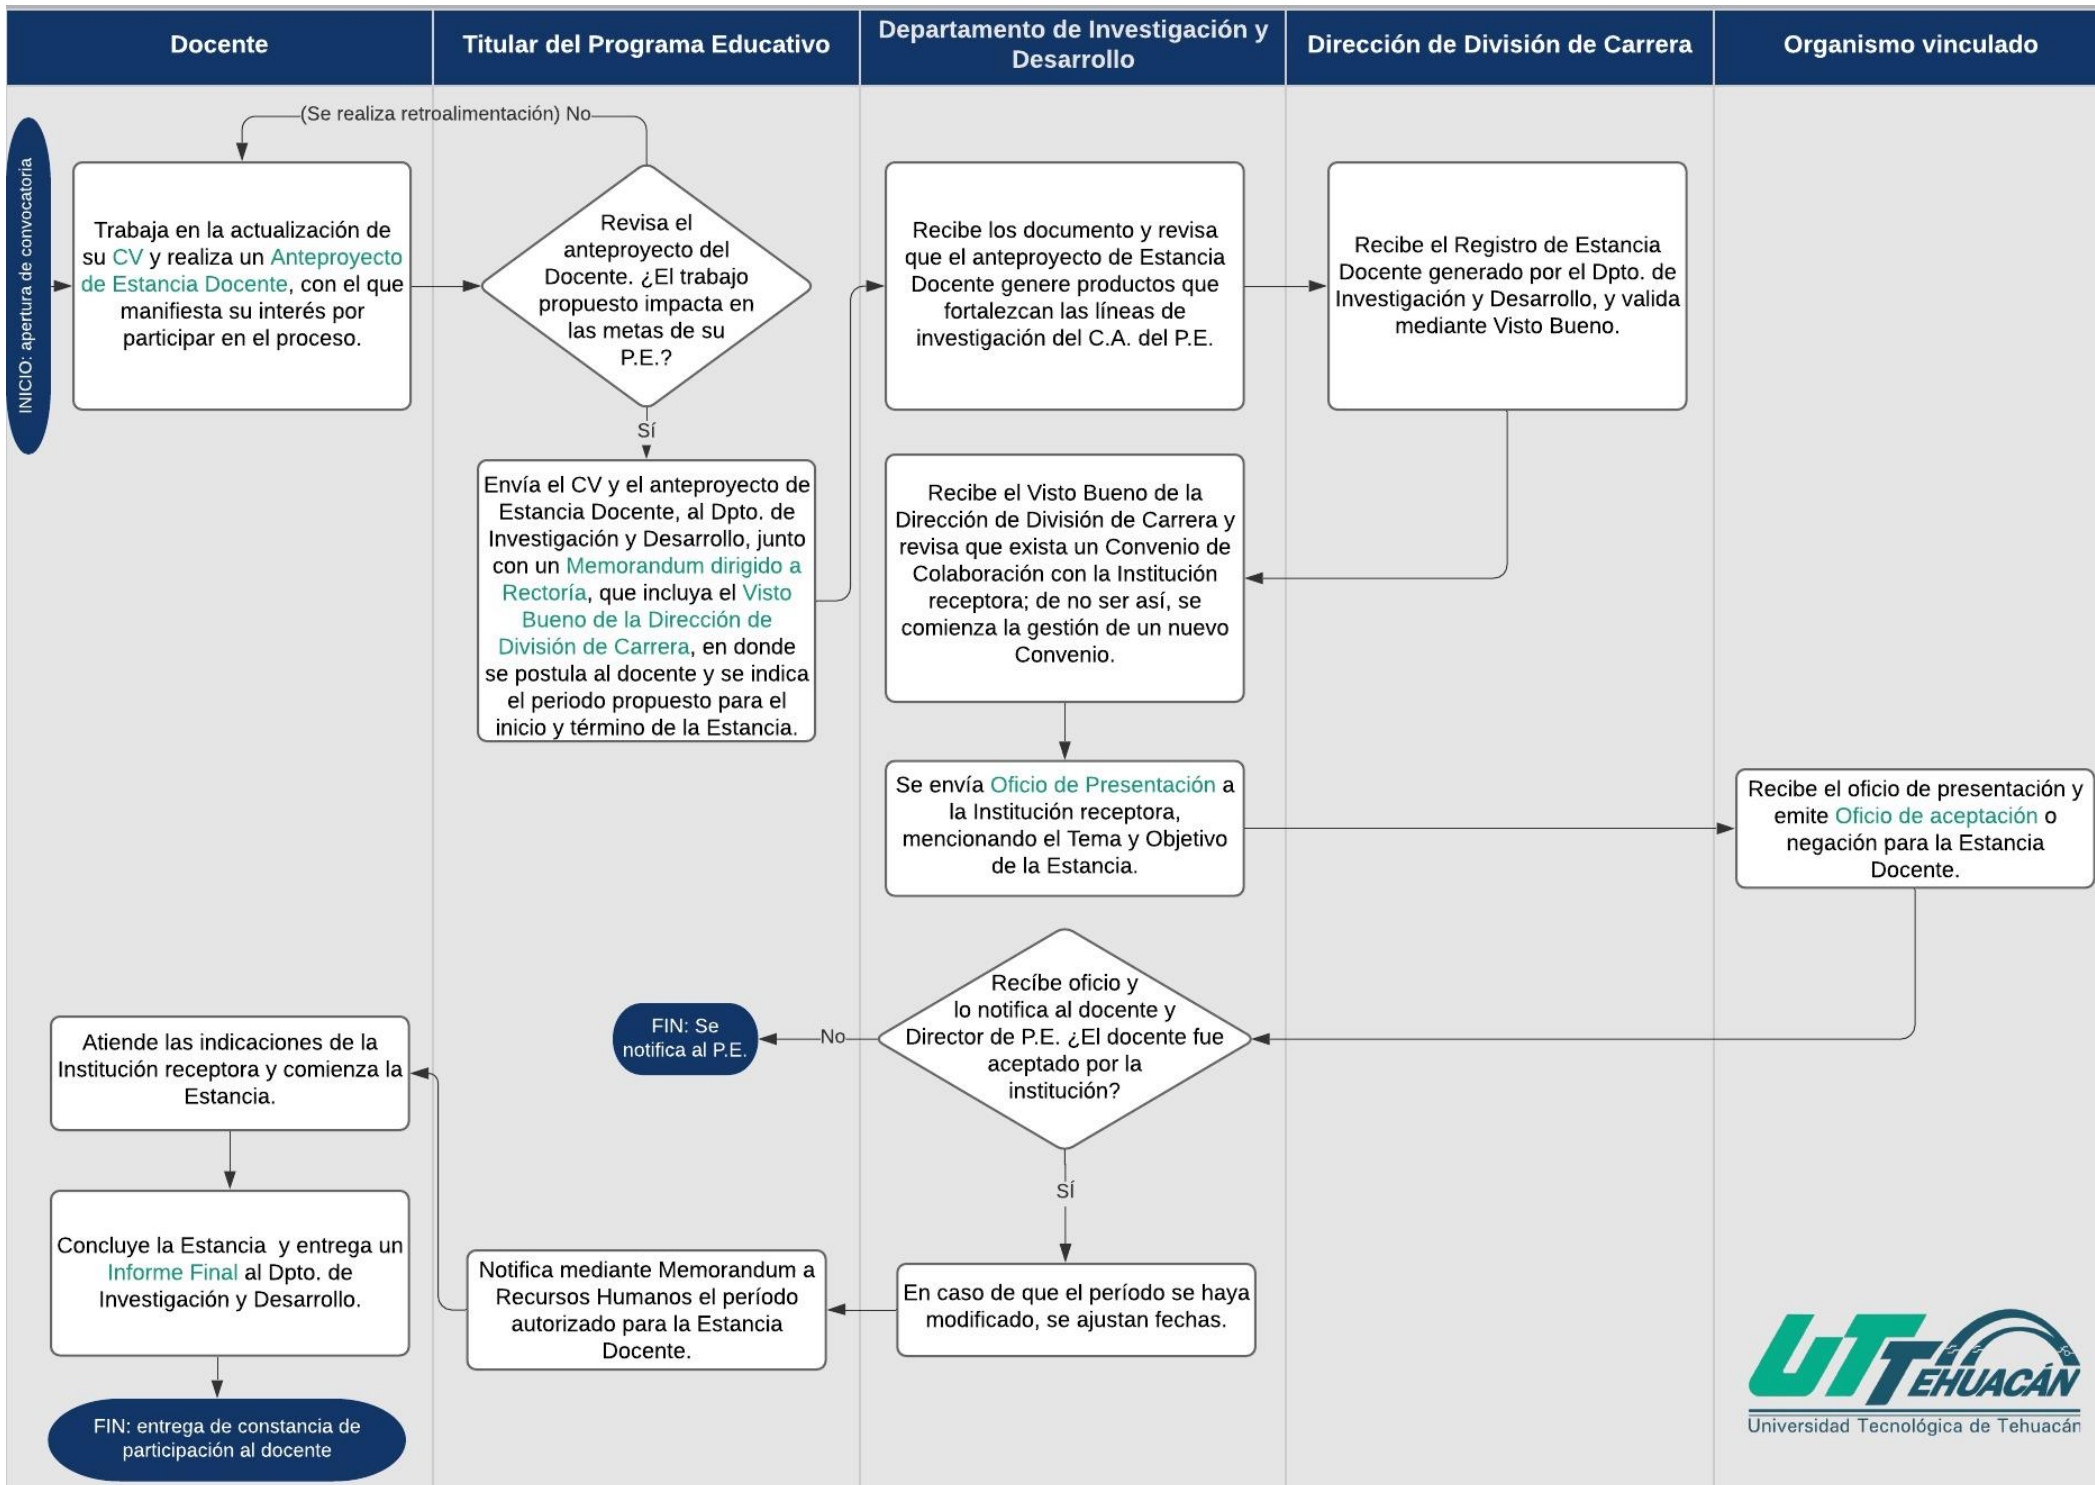 Docente
Titular del Programa Educativo
Departamento de Investigación y
Desarrollo
Dirección de División de Carrera
Organismo vinculado
INICIO: apertura de convocatoria
(Se realiza retroalimentación) No
Trabaja en la actualización de
su CV y realiza un Anteproyecto
de Estancia Docente, con el que
manifiesta su interés por
participar en el proceso.
Revisa el
anteproyecto del
Docente. ¿El trabajo
propuesto impacta en
las metas de su
P.E.?
Sí
Envía el CV y el anteproyecto de
Estancia Docente, al Dpto. de
Investigación y Desarrollo, junto
con un Memorandum dirigido a
Rectoría, que incluya el Visto
Bueno de la Dirección de
División de Carrera, en donde
se postula al docente y se indica
el periodo propuesto para el
inicio y término de la Estancia.
Recibe los documento y revisa
que el anteproyecto de Estancia
Docente genere productos que
fortalezcan las líneas de
investigación del C.A. del P.E.
Recibe el Registro de Estancia
Docente generado por el Dpto. de
Investigación y Desarrollo, y valida
mediante Visto Bueno.
Recibe el Visto Bueno de la
Dirección de División de Carrera y
revisa que exista un Convenio de
Colaboración con la Institución
receptora; de no ser así, se
comienza la gestión de un nuevo
Convenio.
Se envía Oficio de Presentación a
la Institución receptora,
mencionando el Tema y Objetivo
de la Estancia.
Recibe el oficio de presentación y
emite Oficio de aceptación o
negación para la Estancia
Docente.
Recíbe oficio y
lo notifica al docente y
Director de P.E. ¿El docente fue
aceptado por la
institución?
No
FIN: Se
notifica al P.E.
SÍ
En caso de que el período se haya
modificado, se ajustan fechas.
Notifica mediante Memorandum a
Recursos Humanos el período
autorizado para la Estancia
Docente.
Atiende las indicaciones de la
Institución receptora y comienza la
Estancia.
Concluye la Estancia y entrega un
Informe Final al Dpto. de
Investigación y Desarrollo.
FIN: entrega de constancia de
participación al docente
UT TEHUACÁN
Universidad Tecnológica de Tehuacán